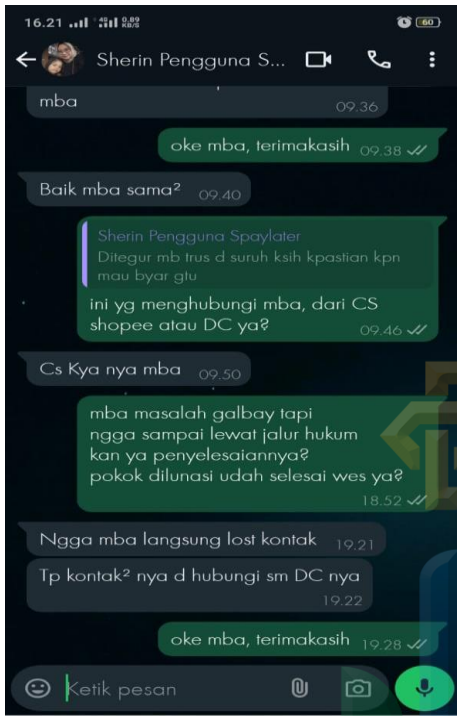 16.21
0,89
KB/S
60
Sherin Pengguna S...
mba
09.36
oke mba, terimakasih 09.38
Baik mba sama² 09.40
Sherin Pengguna Spaylater
Ditegur mb trus d suruh ksih kpastian kpn
mau byar gtu
ini yg menghubungi mba, dari CS
shopee atau DC ya?
09.46
Cs Kya nya mba 09.50
mba masalah galbay tapi
ngga sampai lewat jalur hukum
kan ya penyelesaiannya?
pokok dilunasi udah selesai wes ya?
18.52
Ngga mba langsung lost kontak 19.21
Tp kontak² nya d hubungi sm DC nya
19.22
oke mba, terimakasih 19.28
Ketik pesan